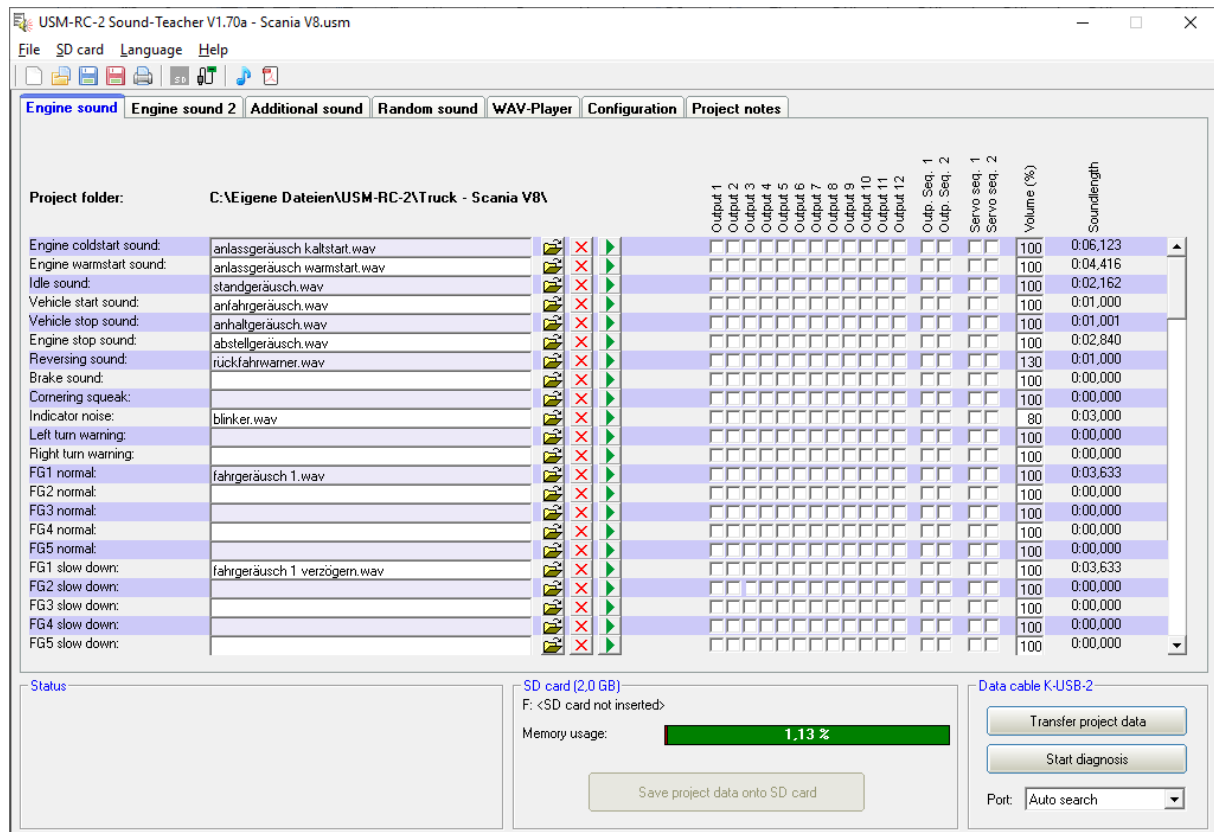 USM-RC-2 Sound-Teacher V1.70a - Scania V8.usm
File SD card Language Help
Engine sound Engine sound 2 Additional sound Random sound WAV-Player Configuration Project notes
Project folder: C:\Eigene Dateien\USM-RC-2\Truck - Scania V8\ Output 1 Output 2 Output 3 Output 4 Output 5 Output 6 Output 7 Output 8 Output 9 Output 10 Output 11 Output 12 Outp. Seq. 1 Outp. Seq. 2 Servo seq. 1 Servo seq. 2 Volume (%) Soundlength
Engine coldstart sound: anlassgeräusch kaltstart.wav 100 0:06,123
Engine warmstart sound: anlassgeräusch warmstart.wav 100 0:04,416
Idle sound: standgeräusch.wav 100 0:02,162
Vehicle start sound: anfahrgeräusch.wav 100 0:01,000
Vehicle stop sound: anhaltgeräusch.wav 100 0:01,001
Engine stop sound: abstellgeräusch.wav 100 0:02,840
Reversing sound: rückfahrwarner.wav 130 0:01,000
Brake sound: 100 0:00,000
Cornering squeak: 100 0:00,000
Indicator noise: blinker.wav 80 0:03,000
Left turn warning: 100 0:00,000
Right turn warning: 100 0:00,000
FG1 normal: fahrgeräusch 1.wav 100 0:03,633
FG2 normal: 100 0:00,000
FG3 normal: 100 0:00,000
FG4 normal: 100 0:00,000
FG5 normal: 100 0:00,000
FG1 slow down: fahrgeräusch 1 verzögern.wav 100 0:03,633
FG2 slow down: 100 0:00,000
FG3 slow down: 100 0:00,000
FG4 slow down: 100 0:00,000
FG5 slow down: 100 0:00,000
Status
SD card (2,0 GB)
F: <SD card not inserted>
Memory usage: 1,13 %
Save project data onto SD card
Data cable K-USB-2
Transfer project data
Start diagnosis
Port: Auto search